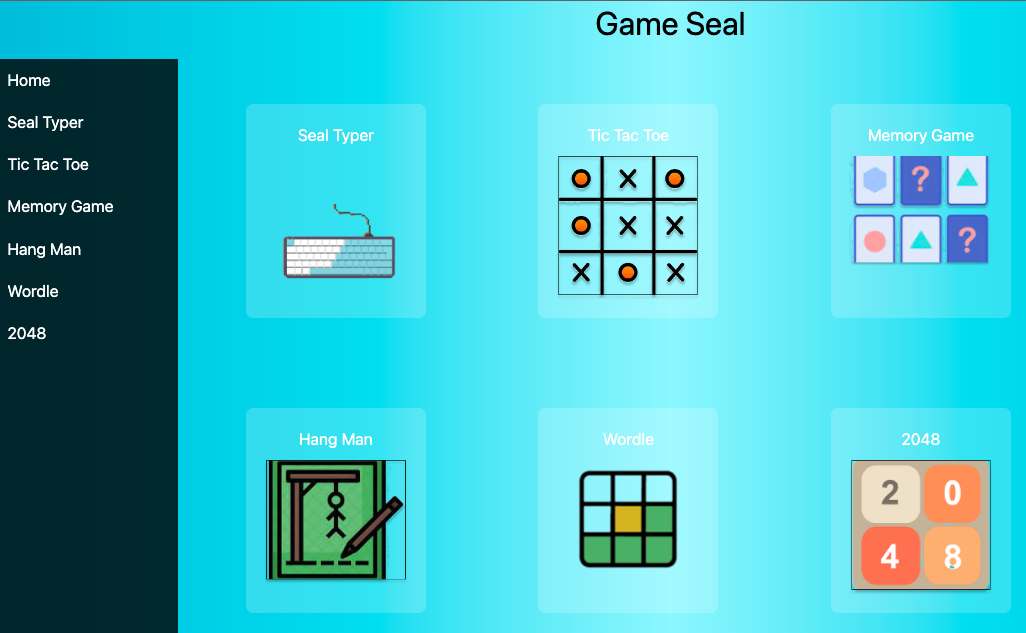 Game Seal
Home
Seal Typer
Tic Tac Toe
Memory Game
Hang Man
Wordle
2048
Seal Typer
Tic Tac Toe
Memory Game
X
X X
X X
? 
?
Hang Man
Wordle
2048
2 0
4 8